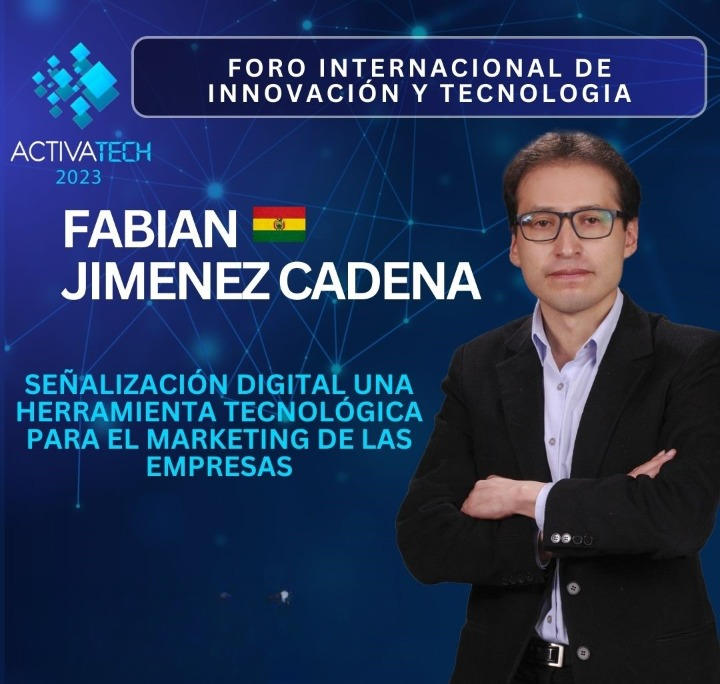 FORO INTERNACIONAL DE
INNOVACIÓN Y TECNOLOGIA
ACTIVATECH
2023
FABIAN
JIMENEZ CADENA
SEÑALIZACIÓN DIGITAL UNA
HERRAMIENTA TECNOLÓGICA
PARA EL MARKETING DE LAS
EMPRESAS